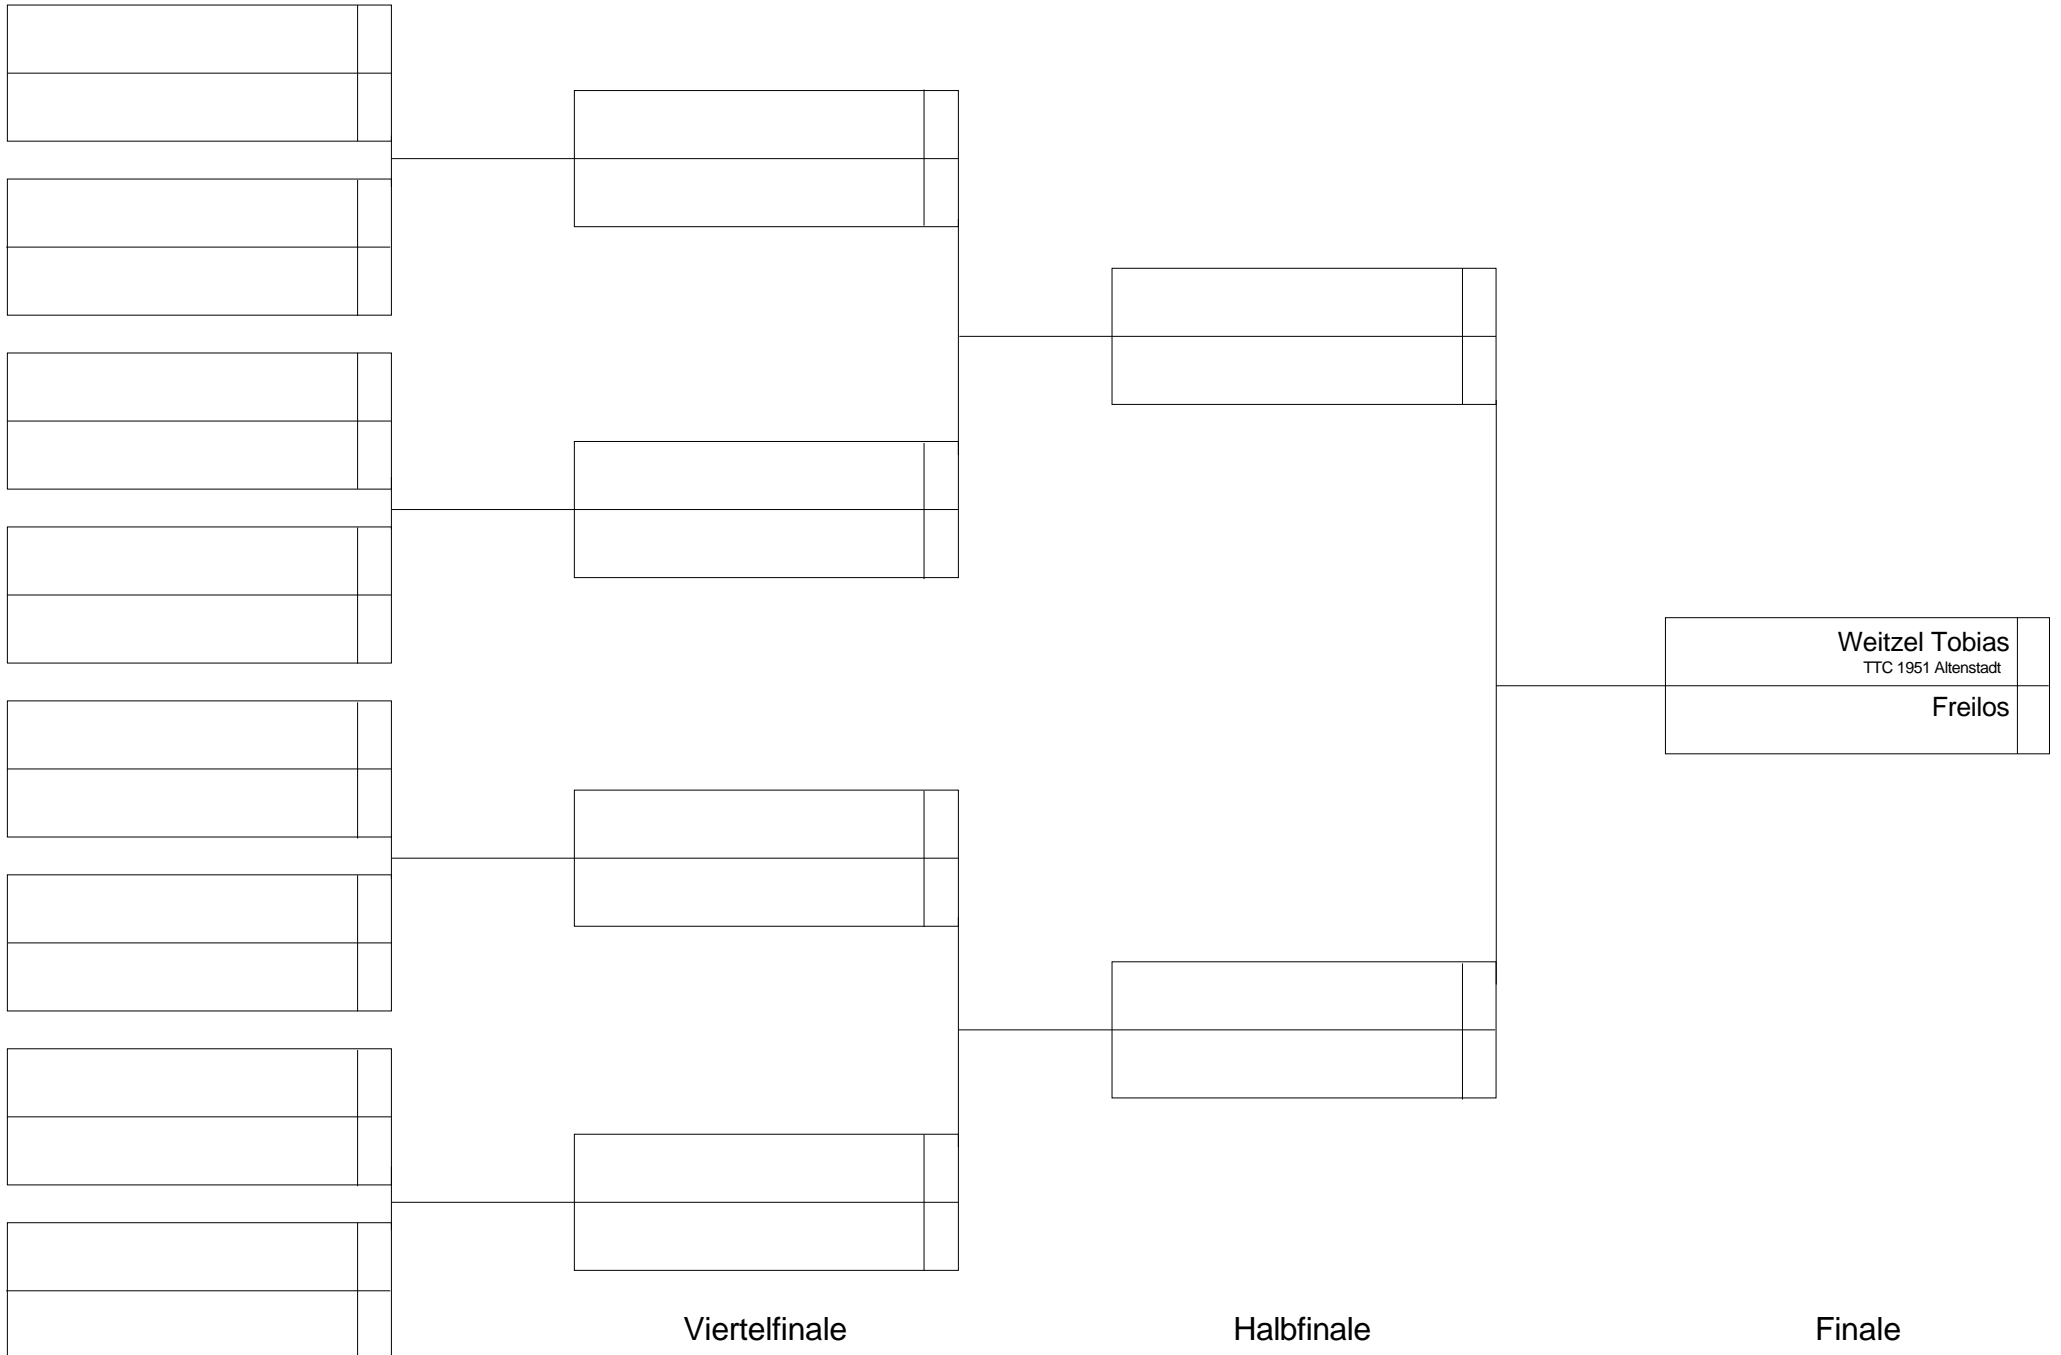 Weitzel Tobias
TTC 1951 Altenstadt
Freilos
Viertelfinale
Halbfinale
Finale